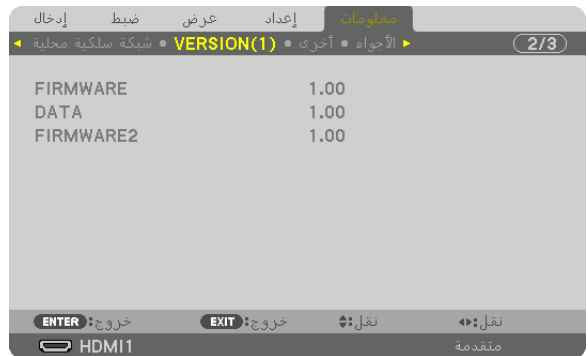 إدخال ضبط عرض إعداد معلومات
◄ شبكة سلكية محلية • VERSION(1) • أخرى • الأجواء ► 2/3
FIRMWARE 1.00
DATA 1.00
FIRMWARE2 1.00
ENTER:خروج EXIT:خروج نقل: نقل:
HDMI1 متقدمة